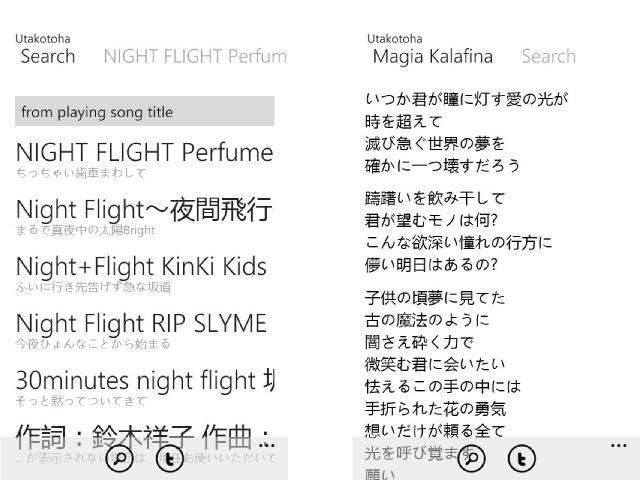 Utakotoha
Search NIGHT FLIGHT Perfum
from playing song title
NIGHT FLIGHT Perfume
ちっちゃい歯車まわして
Night Flight～夜間飛行
まるで真夜中の太陽Bright
Night+Flight KinKi Kids
ふいに行き先告げず急な坂道
Night Flight RIP SLYME
今夜ひょんなことから始まる
30minutes night flight
そっと黙ってついてきて
作詞：鈴木祥子 作曲：
... が表示されない
お使いいただいて
Utakotoha
Magia Kalafina Search
いつか君が瞳に灯す愛の光が
時を超えて
滅び急ぐ世界の夢を
確かに一つ壊すだろう
躊躇いを飲み干して
君が望むモノは何?
こんな欲深い憧れの行方に
儚い明日はあるの?
子供の頃夢に見てた
古の魔法のように
闇さえ砕く力で
微笑む君に会いたい
怯えるこの手の中には
手折られた花の勇気
想いだけが頼る全て
光を呼び覚ます
願い